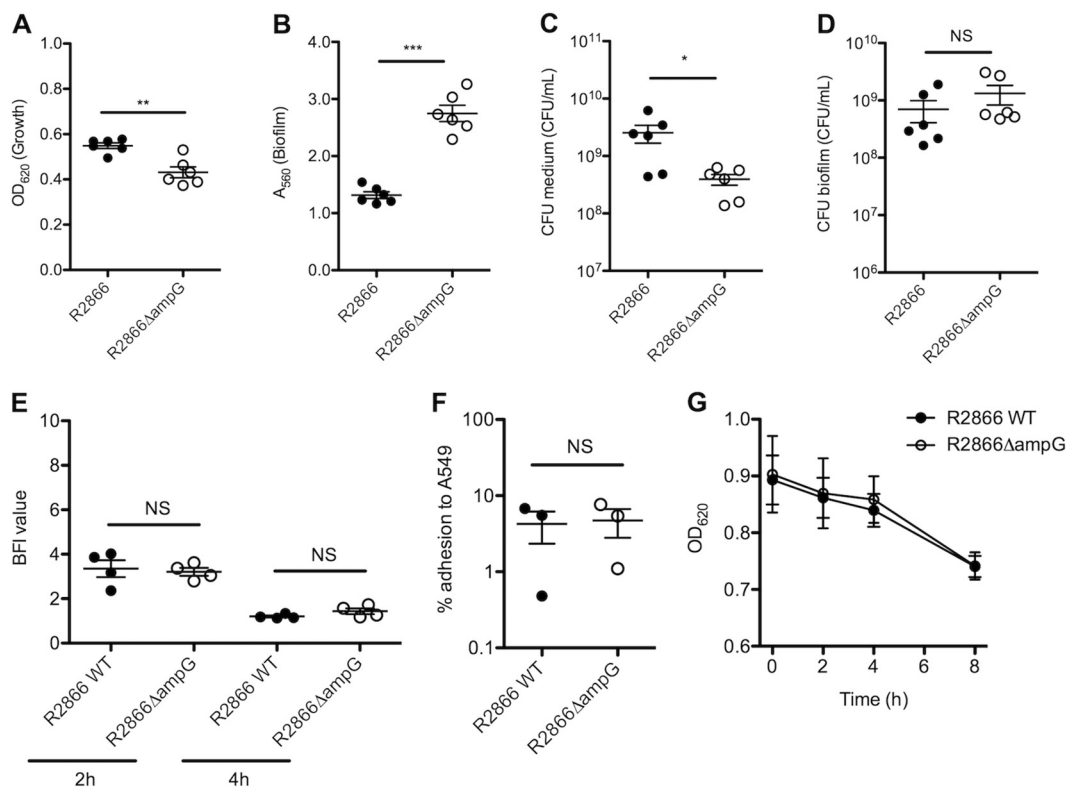 A
OD620 (Growth)
1.0
0.8
0.6
0.4
0.2
0.0
**
R2866
R2866ΔampG
B
A560 (Biofilm)
4.0
3.0
2.0
1.0
0.0
***
R2866
R2866ΔampG
C
CFU medium (CFU/mL)
10^11
10^10
10^9
10^8
10^7
*
R2866
R2866ΔampG
D
CFU biofilm (CFU/mL)
10^10
10^9
10^8
10^7
10^6
NS
R2866
R2866ΔampG
E
BFI value
10
8
6
4
2
0
NS
NS
R2866 WT
R2866ΔampG
R2866 WT
R2866ΔampG
2h
4h
F
% adhesion to A549
100
10
1
0.1
NS
R2866 WT
R2866ΔampG
G
R2866 WT
R2866ΔampG
OD620
1.0
0.9
0.8
0.7
0.6
0
2
4
6
8
Time (h)